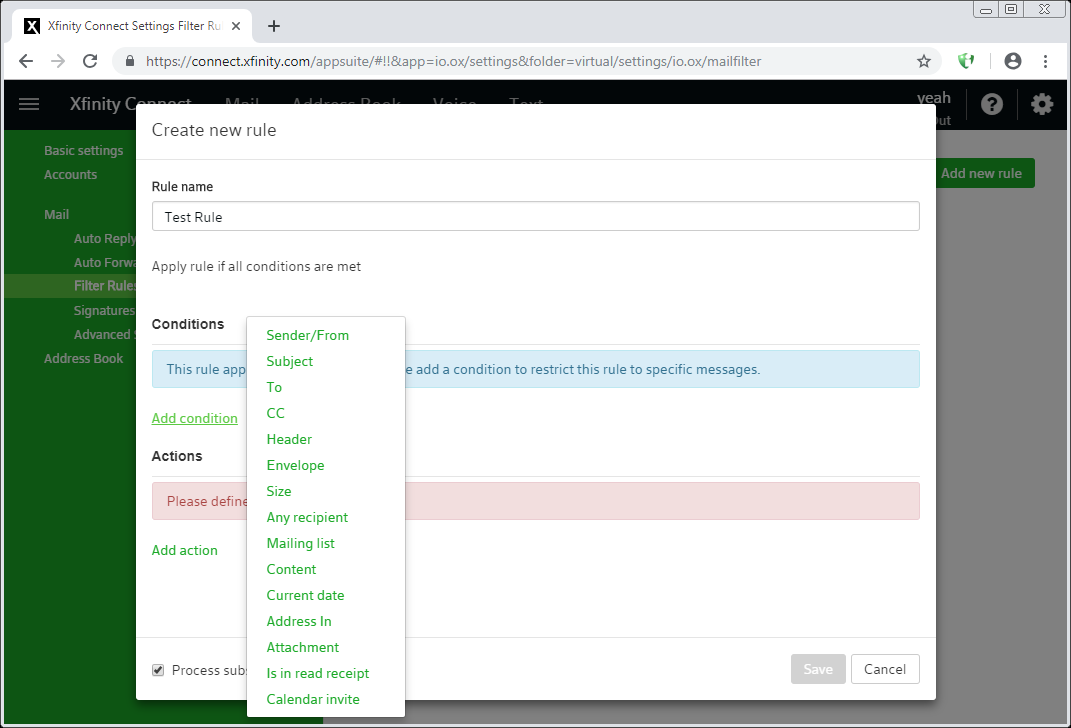 X Xfinity Connect Settings Filter Ru
https://connect.xfinity.com/appsuite/#!!&app=io.ox/settings&folder=virtual/settings/io.ox/mailfilter
Xfinity Connect Mail Address Book Voice Text yeah
Out
Create new rule
Add new rule
Basic settings
Accounts
Mail
Auto Reply
Auto Forwa
Filter Rules
Signatures
Advanced S
Address Book
Rule name
Test Rule
Apply rule if all conditions are met
Conditions
This rule app e add a condition to restrict this rule to specific messages.
Add condition
Sender/From
Subject
To
CC
Header
Envelope
Size
Any recipient
Mailing list
Content
Current date
Address In
Attachment
Is in read receipt
Calendar invite
Actions
Please define
Add action
Process subs
Save Cancel